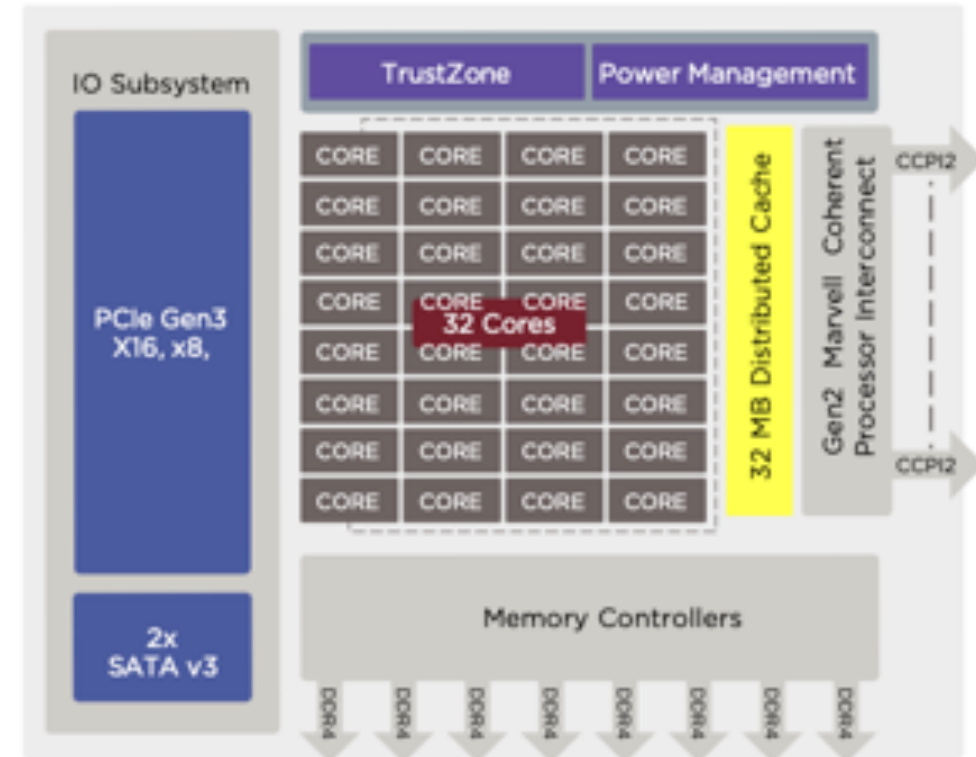 IO Subsystem
PCIe Gen3
X16, x8,
2x
SATA v3
TrustZone
Power Management
CORE CORE CORE CORE
CORE CORE CORE CORE
CORE CORE CORE CORE
CORE CORE CORE CORE
32 Cores
CORE CORE CORE CORE
CORE CORE CORE CORE
CORE CORE CORE CORE
CORE CORE CORE CORE
32 MB Distributed Cache
Gen2 Marvell Coherent
Processor Interconnect
CCPI2
CCPI2
Memory Controllers
DDR4 DDR4 DDR4 DDR4 DDR4 DDR4 DDR4 DDR4